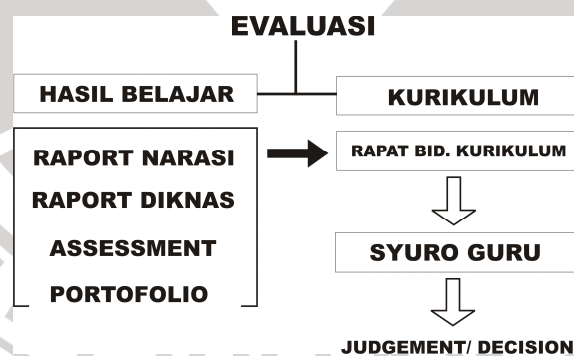 EVALUASI
HASIL BELAJAR
KURIKULUM
RAPORT NARASI
RAPORT DIKNAS
ASSESSMENT
PORTOFOLIO
RAPAT BID. KURIKULUM
SYURO GURU
JUDGEMENT/ DECISION